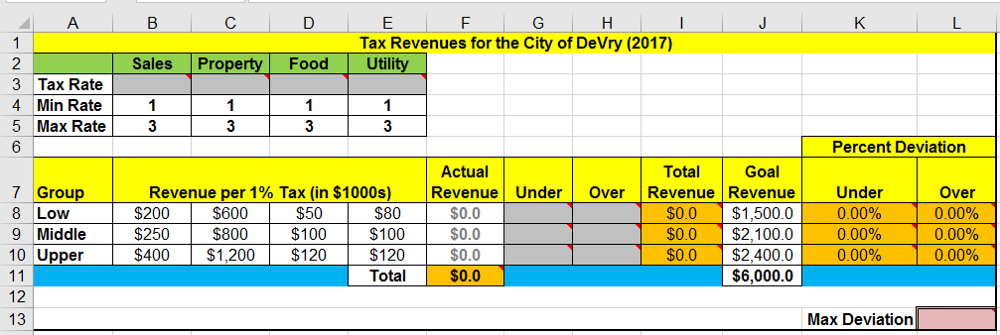 A B C D E F G H I J K L
1 Tax Revenues for the City of DeVry (2017)
2 Sales Property Food Utility
3 Tax Rate
4 Min Rate 1 1 1 1
5 Max Rate 3 3 3 3
6 Percent Deviation
Actual Total Goal
7 Group Revenue per 1% Tax (in $1000s) Revenue Under Over Revenue Revenue Under Over
8 Low $200 $600 $50 $80 $0.0 $0.0 $1,500.0 0.00% 0.00%
9 Middle $250 $800 $100 $100 $0.0 $0.0 $2,100.0 0.00% 0.00%
10 Upper $400 $1,200 $120 $120 $0.0 $0.0 $2,400.0 0.00% 0.00%
11 Total $0.0 $6,000.0
12
13 Max Deviation